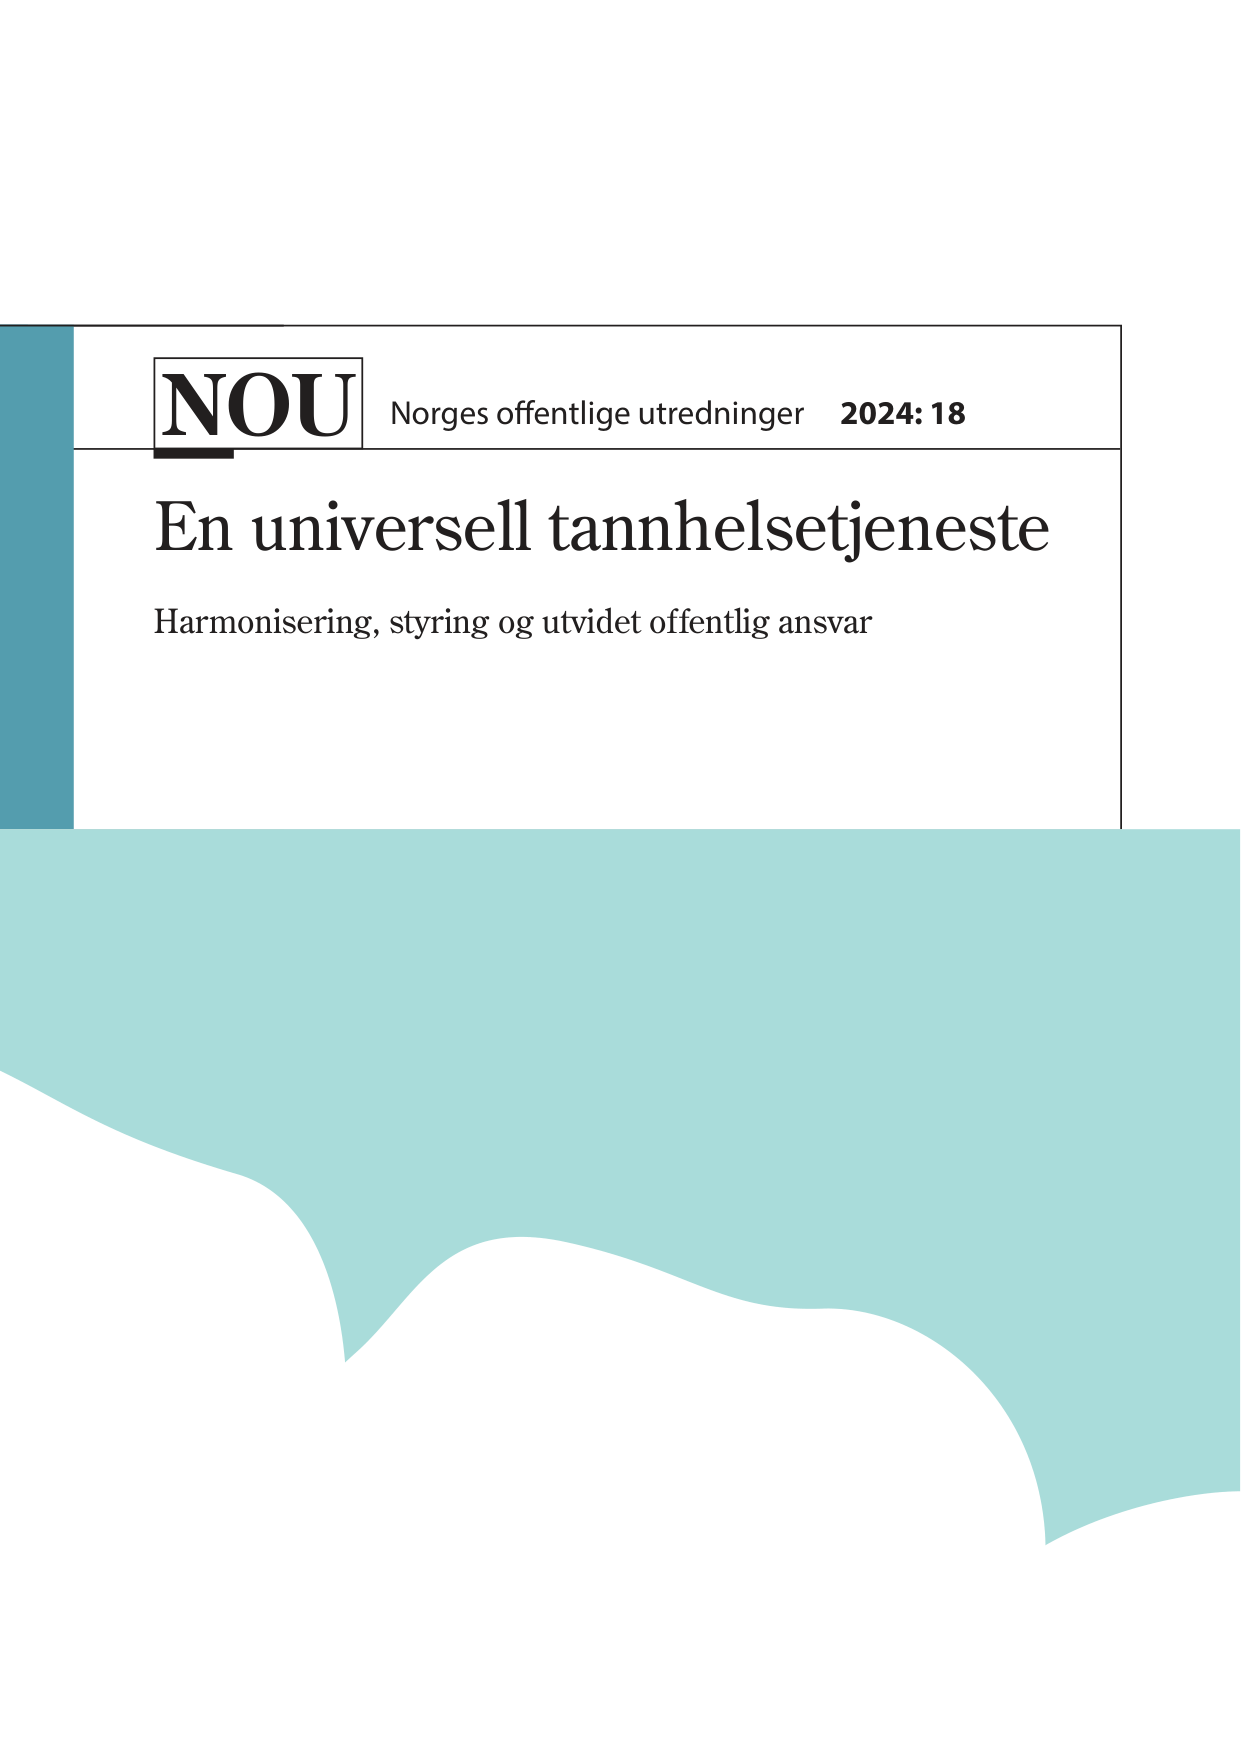 NOU Norges offentlige utredninger 2024: 18
En universell tannhelsetjeneste
Harmonisering, styring og utvidet offentlig ansvar